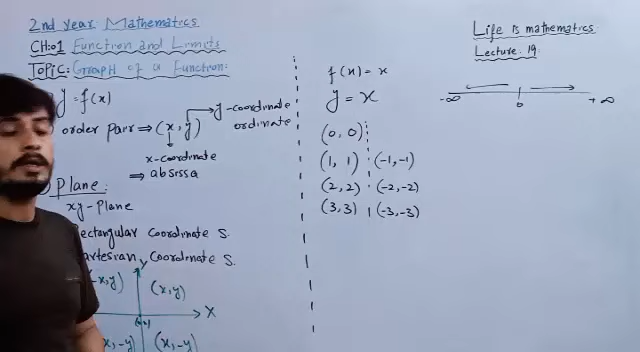 2nd year Mathematics
CH:01 Function and Limits
TOPIC: Graph of a Function:
y = f(x)
order pair ⇒ (x, y) y-coordinate
ordinate
x-coordinate
⇒ abSissa
Plane:
xy-Plane
Rectangular Coordinate S.
Cartesian Coordinate S.
(-x, y)
Y
(x, y)
X
-x, -y)
(x, -y)
f(x) = x
y = x
(0, 0)
(1, 1) (-1, -1)
(2, 2) (-2, -2)
(3, 3) (-3, -3)
Life is mathematics
Lecture 19
-∞ 0 +∞